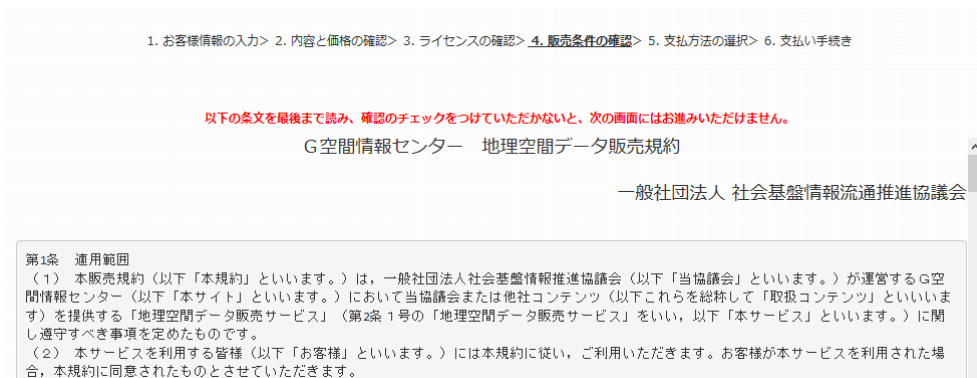 1. お客様情報の入力> 2. 内容と価格の確認> 3. ライセンスの確認> 4. 販売条件の確認> 5. 支払方法の選択> 6. 支払い手続き
以下の条文を最後まで読み、確認のチェックをつけていただかないと、次の画面にはお進みいただけません。
Ｇ空間情報センター　地理空間データ販売規約
一般社団法人 社会基盤情報流通推進協議会
第1条　適用範囲
（１）　本販売規約（以下「本規約」といいます。）は，一般社団法人社会基盤情報推進協議会（以下「当協議会」といいます。）が運営するＧ空
間情報センター（以下「本サイト」といいます。）において当協議会または他社コンテンツ（以下これらを総称して「取扱コンテンツ」といいいま
す）を提供する「地理空間データ販売サービス」（第2条１号の「地理空間データ販売サービス」をいい，以下「本サービス」といいます。）に関
し遵守すべき事項を定めたものです。
（２）　本サービスを利用する皆様（以下「お客様」といいます。）には本規約に従い，ご利用いただきます。お客様が本サービスを利用された場
合，本規約に同意されたものとさせていただきます。